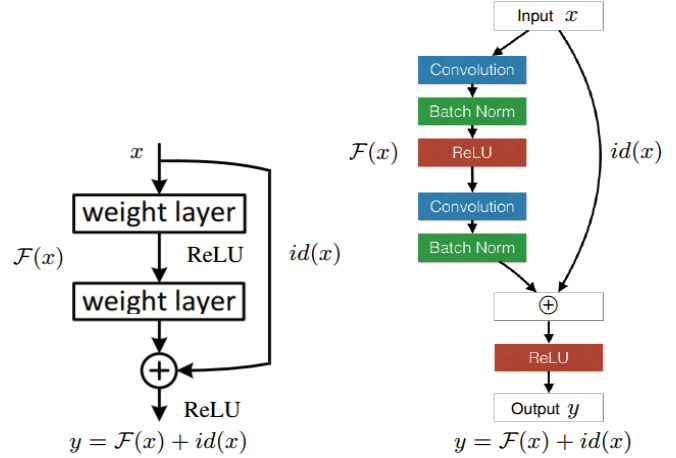 x
weight layer
ReLU
F(x)
id(x)
weight layer
ReLU
y = F(x) + id(x)
Input x
Convolution
Batch Norm
F(x)
ReLU
id(x)
Convolution
Batch Norm
⊕
ReLU
Output y
y = F(x) + id(x)